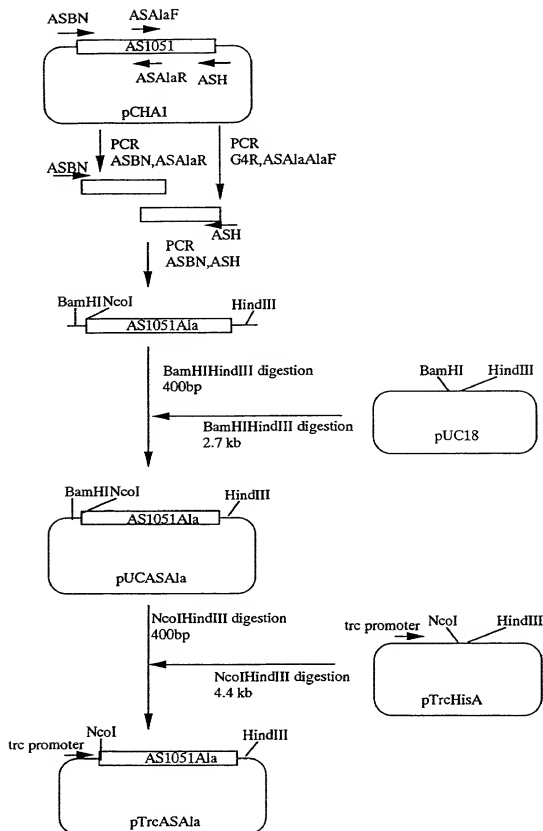 ASBN
ASAlaF
AS1051
ASAlaR
ASH
pCHA1
PCR
ASBN,ASAlaR
PCR
G4R,ASAlaAlaF
ASBN
ASH
PCR
ASBN,ASH
BamHINcoI
HindIII
AS1051Ala
BamHIHindIII digestion
400bp
BamHI
HindIII
BamHIHindIII digestion
2.7 kb
pUC18
BamHINcoI
HindIII
AS1051Ala
pUCASAla
NcoIHindIII digestion
400bp
trc promoter
NcoI
HindIII
NcoIHindIII digestion
4.4 kb
pTrcHisA
trc promoter
NcoI
HindIII
AS1051Ala
pTrcASAla